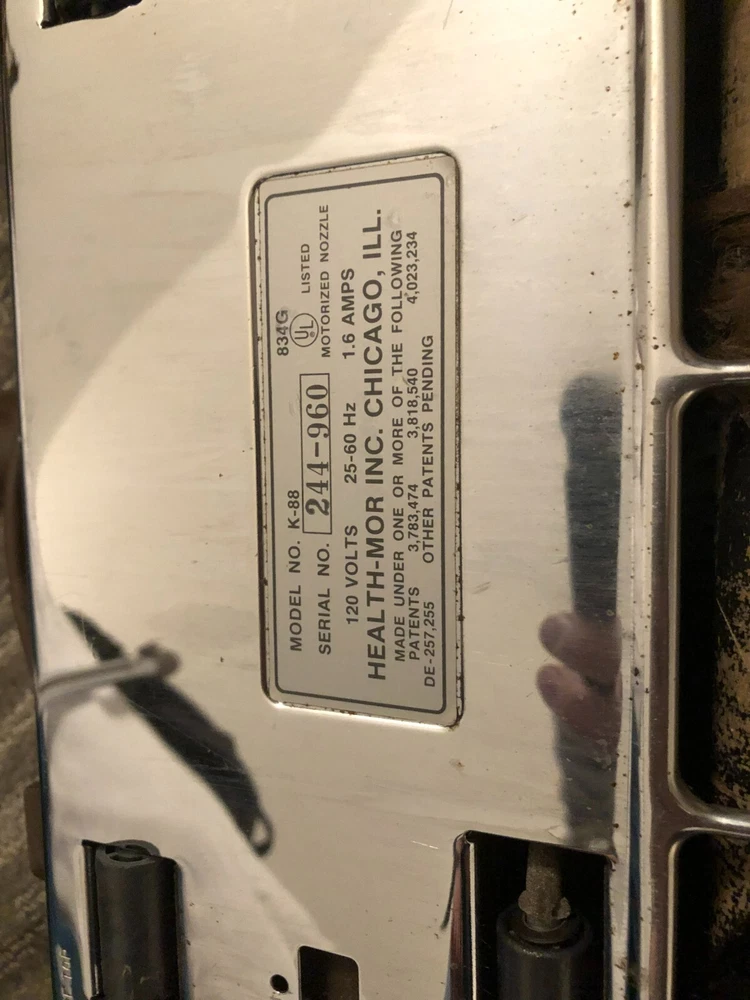 834G
UL LISTED
MODEL NO. K-88
SERIAL NO. 244-960 MOTORIZED NOZZLE
120 VOLTS 25-60 Hz 1.6 AMPS
HEALTH-MOR INC. CHICAGO, ILL.
MADE UNDER ONE OR MORE OF THE FOLLOWING
PATENTS 3,783,474 3,818,540 4,023,234
DE-257,255 OTHER PATENTS PENDING